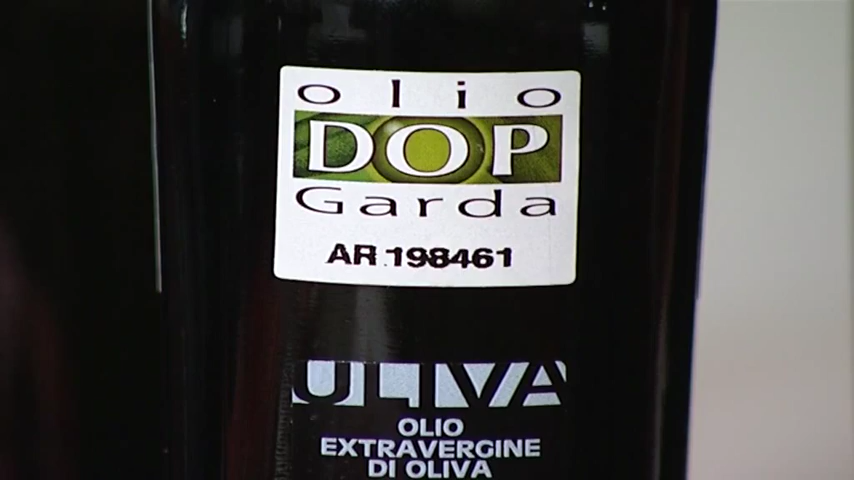 olio
DOP
Garda
AR 198461
ULIVA
OLIO
EXTRAVERGINE
DI OLIVA